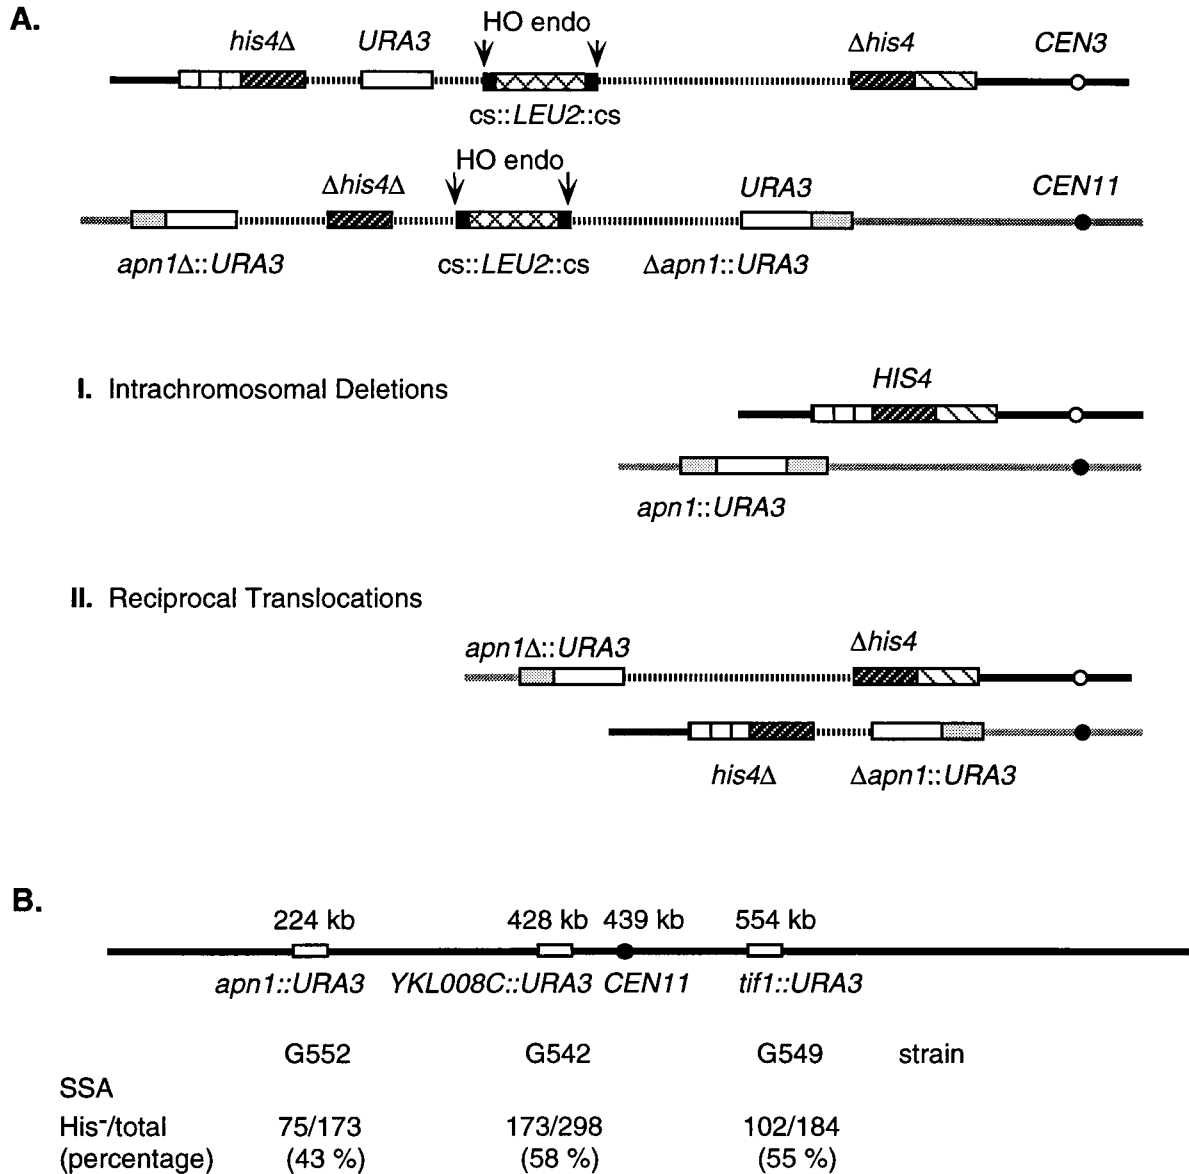 A.
HO endo
his4Δ URA3 Δhis4 CEN3
cs::LEU2::cs
HO endo
Δhis4Δ URA3 CEN11
apn1Δ::URA3 cs::LEU2::cs Δapn1::URA3
I. Intrachromosomal Deletions
HIS4
apn1::URA3
II. Reciprocal Translocations
apn1Δ::URA3 Δhis4
his4Δ Δapn1::URA3
B.
224 kb 428 kb 439 kb 554 kb
apn1::URA3 YKL008C::URA3 CEN11 tif1::URA3
G552 G542 G549 strain
SSA
His⁻/total 75/173 173/298 102/184
(percentage) (43 %) (58 %) (55 %)